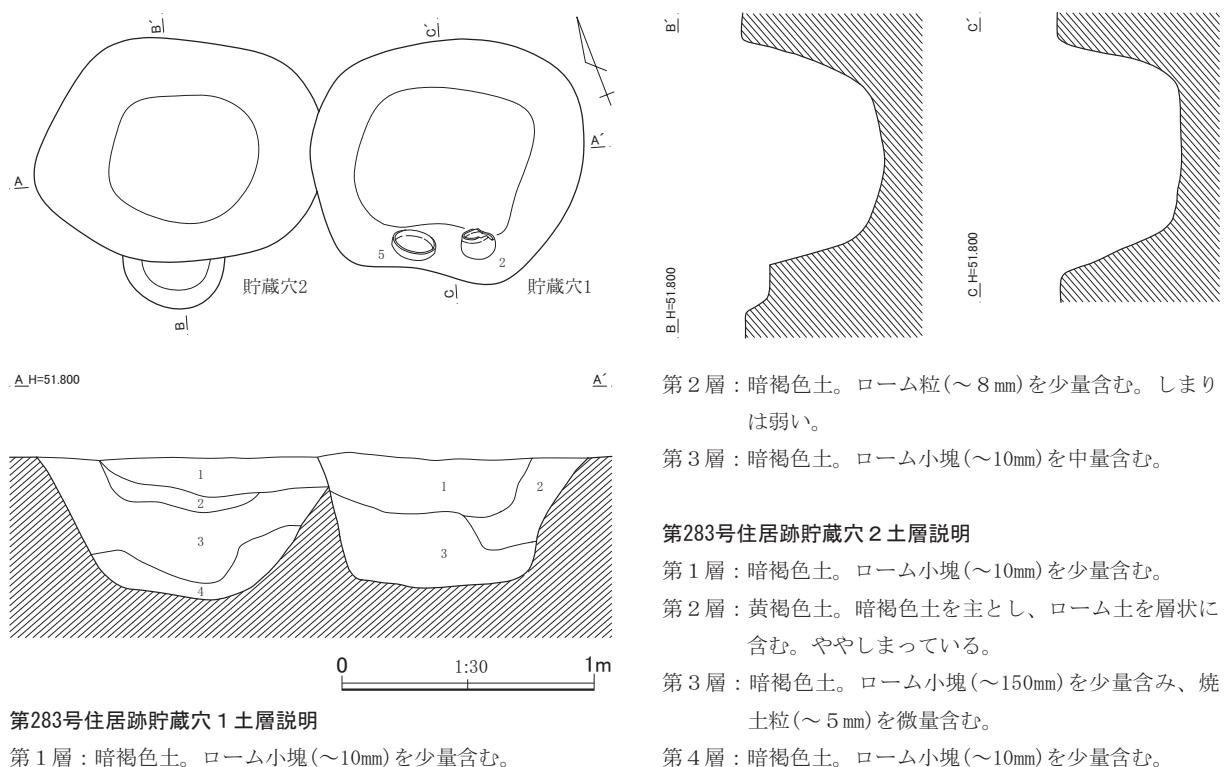 B´
C´
A
A´
5
2
貯蔵穴2
貯蔵穴1
B
C
B´
C´
B H=51.800
C H=51.800
A H=51.800
A´
1
2
3
4
1
2
3
0
1:30
1m
第283号住居跡貯蔵穴1土層説明
第1層：暗褐色土。ローム小塊(～10㎜)を少量含む。
第2層：暗褐色土。ローム粒(～8㎜)を少量含む。しまり
は弱い。
第3層：暗褐色土。ローム小塊(～10㎜)を中量含む。
第283号住居跡貯蔵穴２土層説明
第1層：暗褐色土。ローム小塊(～10㎜)を少量含む。
第2層：黄褐色土。暗褐色土を主とし、ローム土を層状に
含む。ややしまっている。
第3層：暗褐色土。ローム小塊(～150㎜)を少量含み、焼
土粒(～5㎜)を微量含む。
第4層：暗褐色土。ローム小塊(～10㎜)を少量含む。